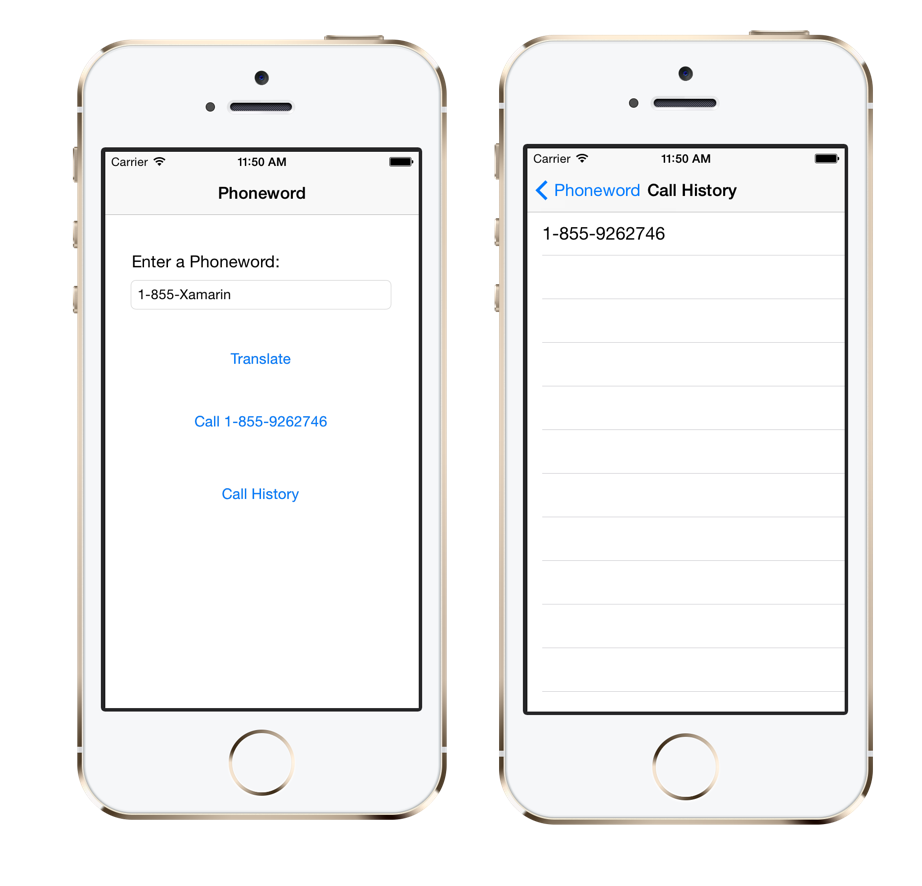 Carrier 11:50 AM
Phoneword
Enter a Phoneword:
1-855-Xamarin
Translate
Call 1-855-9262746
Call History
Carrier 11:50 AM
Phoneword Call History
1-855-9262746